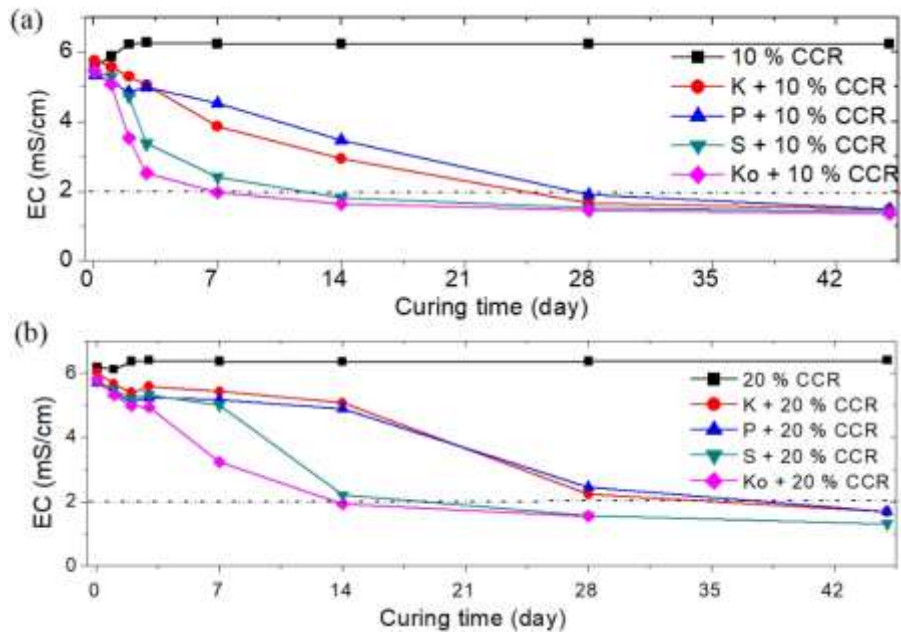 (a)
EC (mS/cm)
6
4
2
0
10 % CCR
K + 10 % CCR
P + 10 % CCR
S + 10 % CCR
Ko + 10 % CCR
0 7 14 21 28 35 42
Curing time (day)
(b)
EC (mS/cm)
6
4
2
0
20 % CCR
K + 20 % CCR
P + 20 % CCR
S + 20 % CCR
Ko + 20 % CCR
0 7 14 21 28 35 42
Curing time (day)